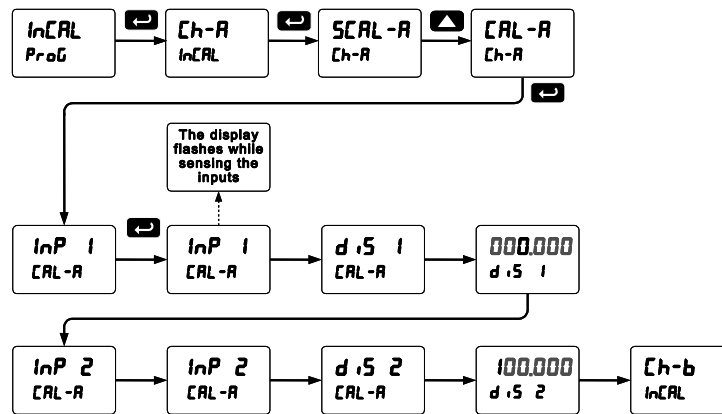 InCAL
ProG
Ch-A
InCAL
SCAL-A
Ch-A
CAL-A
Ch-A
The display
flashes while
sensing the
inputs
InP 1
CAL-A
InP 1
CAL-A
diS 1
CAL-A
000.000
diS 1
InP 2
CAL-A
InP 2
CAL-A
diS 2
CAL-A
100.000
diS 2
Ch-b
InCAL